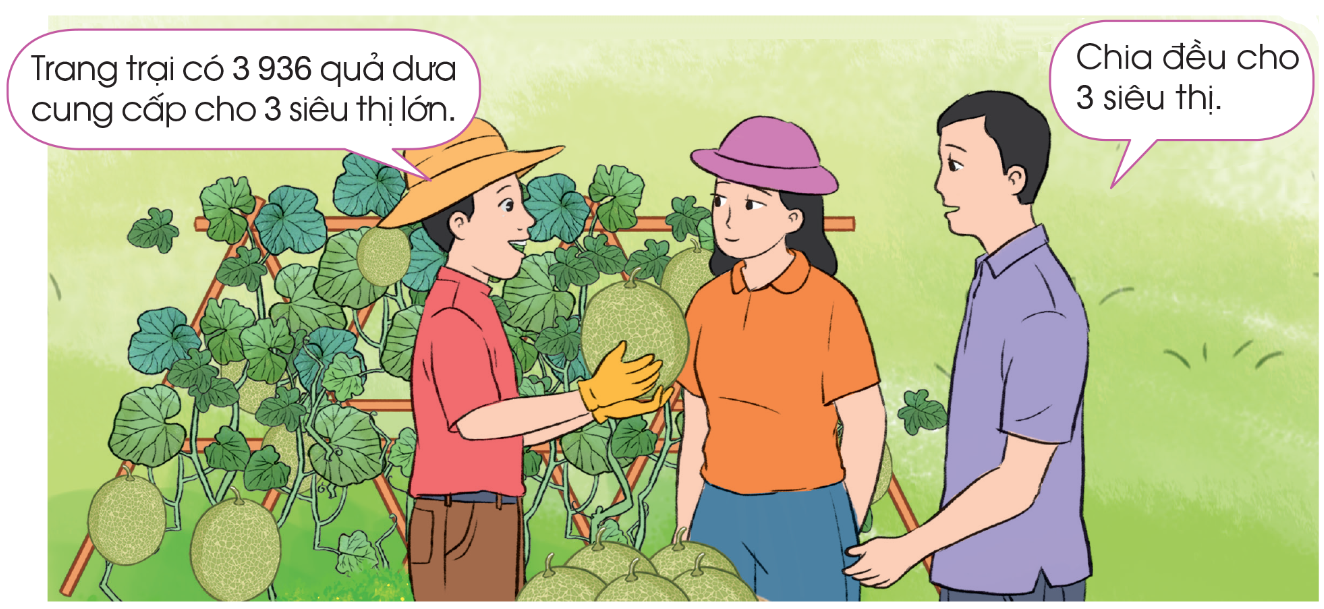 Trang trại có 3 936 quả dưa
cung cấp cho 3 siêu thị lớn.
Chia đều cho
3 siêu thị.